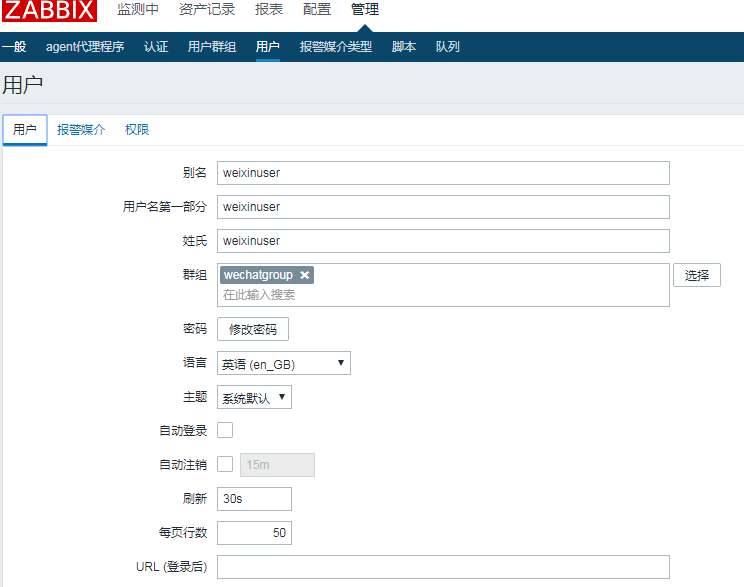 ZABBIX 监测中 资产记录 报表 配置 管理
一般 agent代理程序 认证 用户群组 用户 报警媒介类型 脚本 队列
用户
用户 报警媒介 权限
别名 weixinuser
用户名第一部分 weixinuser
姓氏 weixinuser
群组 wechatgroup 选择
在此输入搜索
密码 修改密码
语言 英语 (en_GB)
主题 系统默认
自动登录
自动注销 15m
刷新 30s
每页行数 50
URL (登录后)